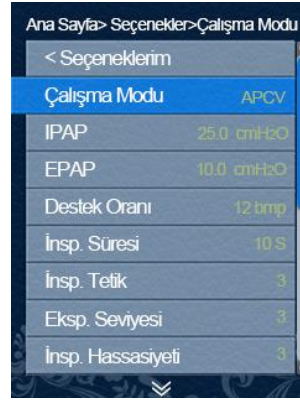 Ana Sayfa> Seçenekler>Çalışma Modu
< Seçeneklerim
Çalışma Modu APCV
IPAP 25.0 cmH2O
EPAP 10.0 cmH2O
Destek Oranı 12 bmp
İnsp. Süresi 10 S
İnsp. Tetik 3
Eksp. Seviyesi 3
İnsp. Hassasiyeti 3